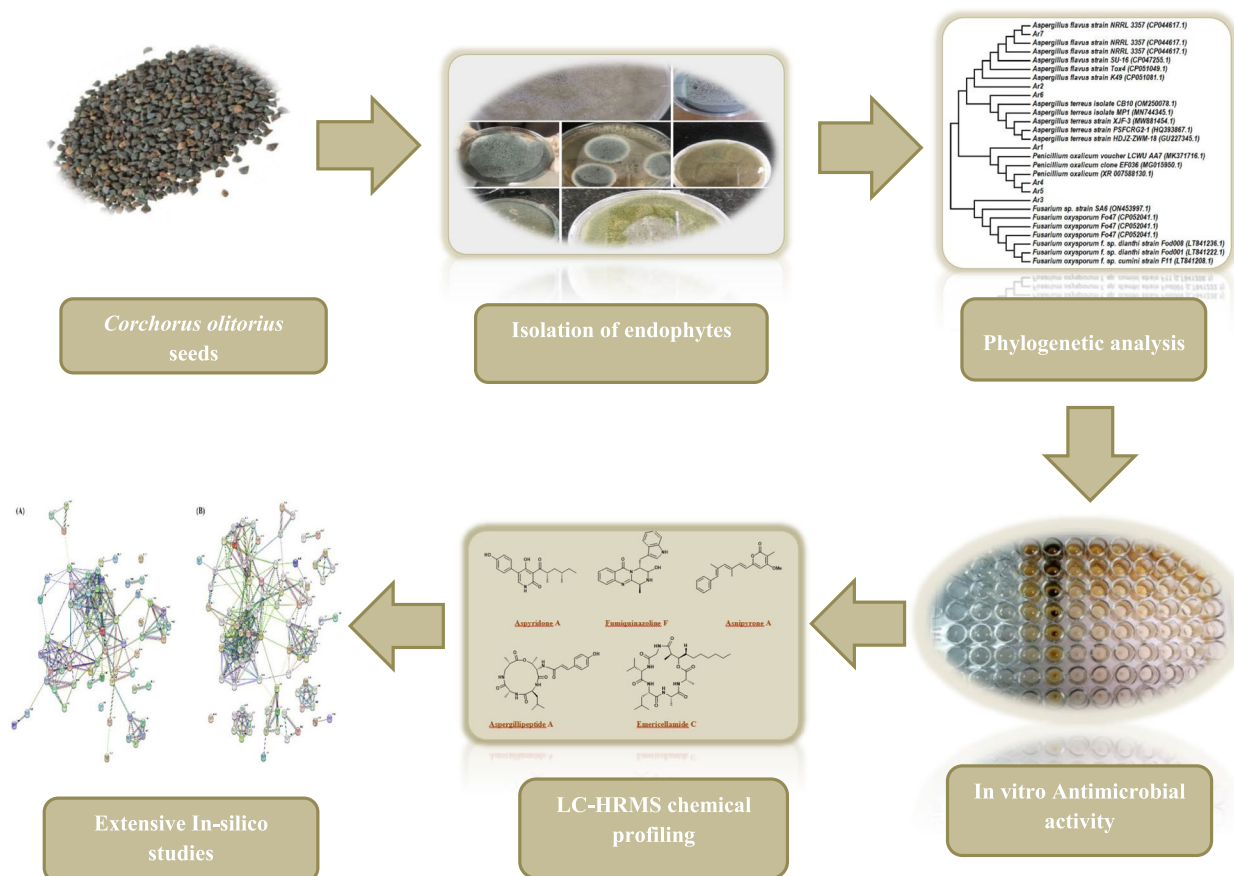 Aspergillus flavus strain NRRL 3357 (CP044617.1)
Ar7
Aspergillus flavus strain NRRL 3357 (CP044617.1)
Aspergillus flavus strain NRRL 3357 (CP044617.1)
Aspergillus flavus strain SU-16 (CP047255.1)
Aspergillus flavus strain Tox4 (CP051049.1)
Aspergillus flavus strain K49 (CP051081.1)
Ar2
Ar6
Aspergillus terreus isolate CB10 (OM250078.1)
Aspergillus terreus isolate MP1 (MN744345.1)
Aspergillus terreus strain XJF-3 (MW881454.1)
Aspergillus terreus strain PSFCRG2-1 (HQ393867.1)
Aspergillus terreus strain HDJZ-ZWM-18 (GU227345.1)
Ar1
Penicillium oxalicum voucher LCWU AA7 (MK371716.1)
Penicillium oxalicum clone EF036 (MG015950.1)
Penicillium oxalicum (XR 007588130.1)
Ar4
Ar5
Ar3
Fusarium sp. strain SA6 (ON453997.1)
Fusarium oxysporum Fo47 (CP052041.1)
Fusarium oxysporum Fo47 (CP052041.1)
Fusarium oxysporum Fo47 (CP052041.1)
Fusarium oxysporum f. sp. dianthi strain Fod008 (LT841236.1)
Fusarium oxysporum f. sp. dianthi strain Fod001 (LT841222.1)
Fusarium oxysporum f. sp. cumini strain F11 (LT841208.1)
Corchorus olitorius
seeds
Isolation of endophytes
Phylogenetic analysis
(A)
(B)
Aspyridone A
Fumiquinazoline F
Asnipyrone A
Aspergillipeptide A
Emericellamide C
Extensive In-silico
studies
LC-HRMS chemical
profiling
In vitro Antimicrobial
activity